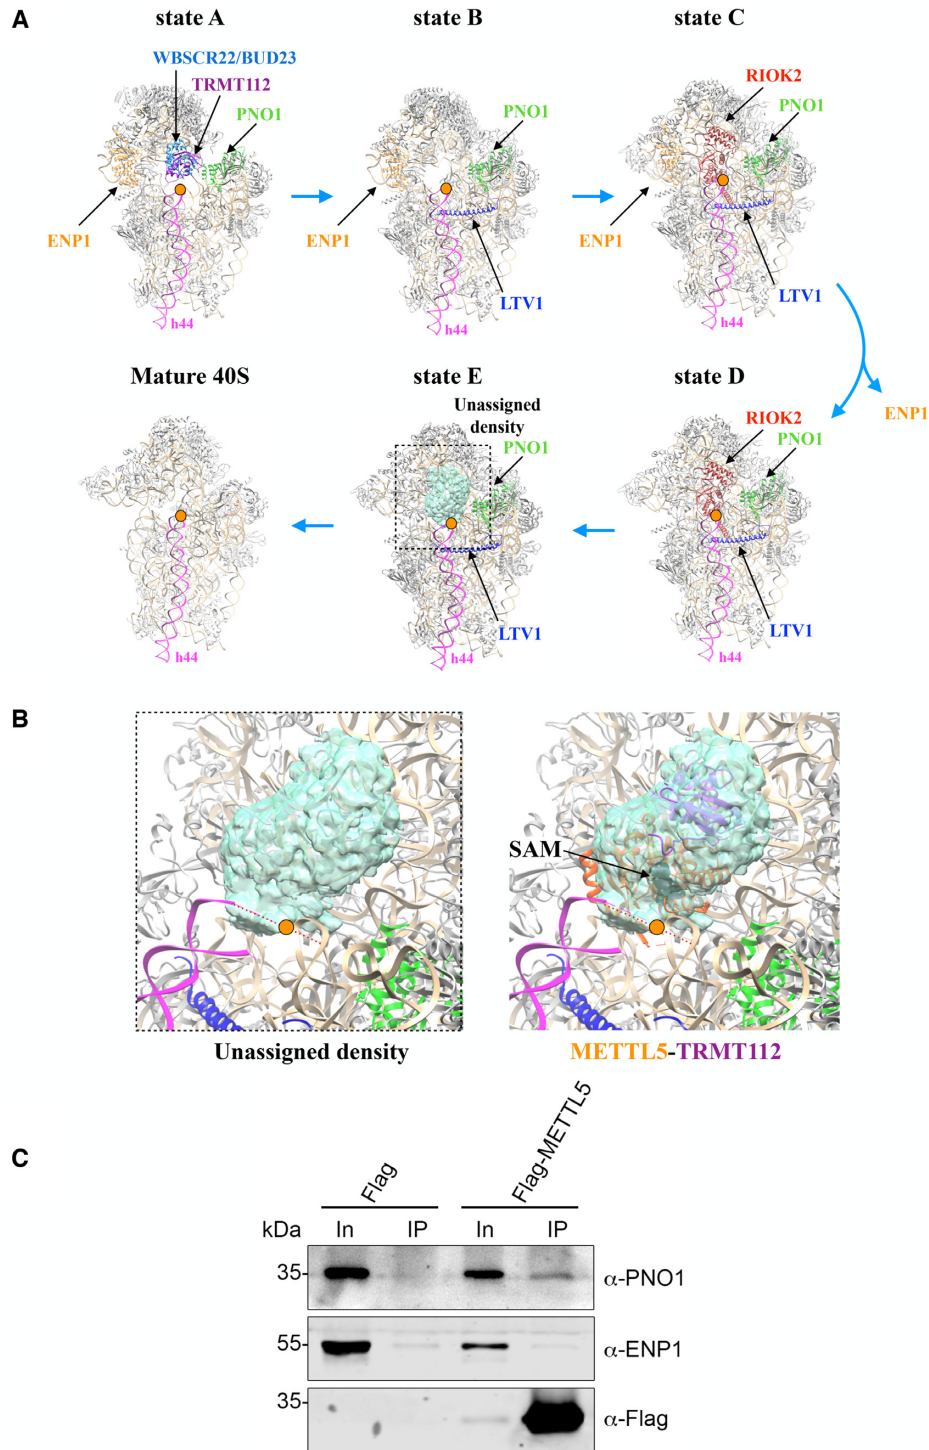 A
state A
state B
state C
WBSCR22/BUD23
TRMT112
PNO1
ENP1
h44
PNO1
ENP1
LTV1
h44
RIOK2
PNO1
ENP1
LTV1
h44
ENP1
Mature 40S
state E
state D
h44
Unassigned
density
PNO1
LTV1
h44
RIOK2
PNO1
LTV1
h44
B
SAM
Unassigned density
METTL5-TRMT112
C
Flag
Flag-METTL5
kDa
In
IP
In
IP
35
α-PNO1
55
α-ENP1
35
α-Flag